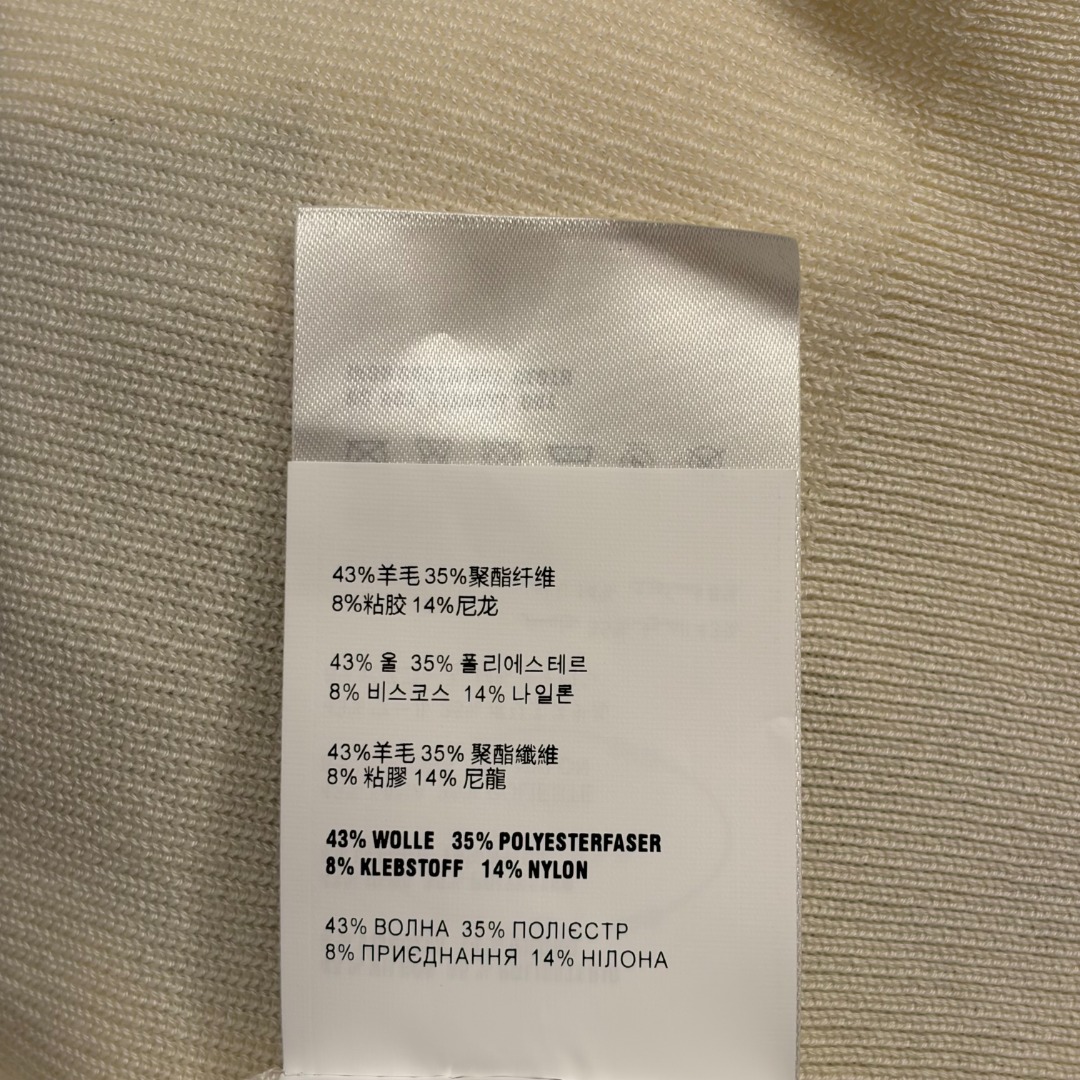 43%羊毛 35%聚酯纤维
8%粘胶 14%尼龙
43% 울 35% 폴리에스테르
8% 비스코스 14% 나일론
43%羊毛 35% 聚酯纖維
8% 粘膠 14% 尼龍
43% WOLLE 35% POLYESTERFASER
8% KLEBSTOFF 14% NYLON
43% ВОЛНА 35% ПОЛІЄСТР
8% ПРИЄДНАННЯ 14% НІЛОНА